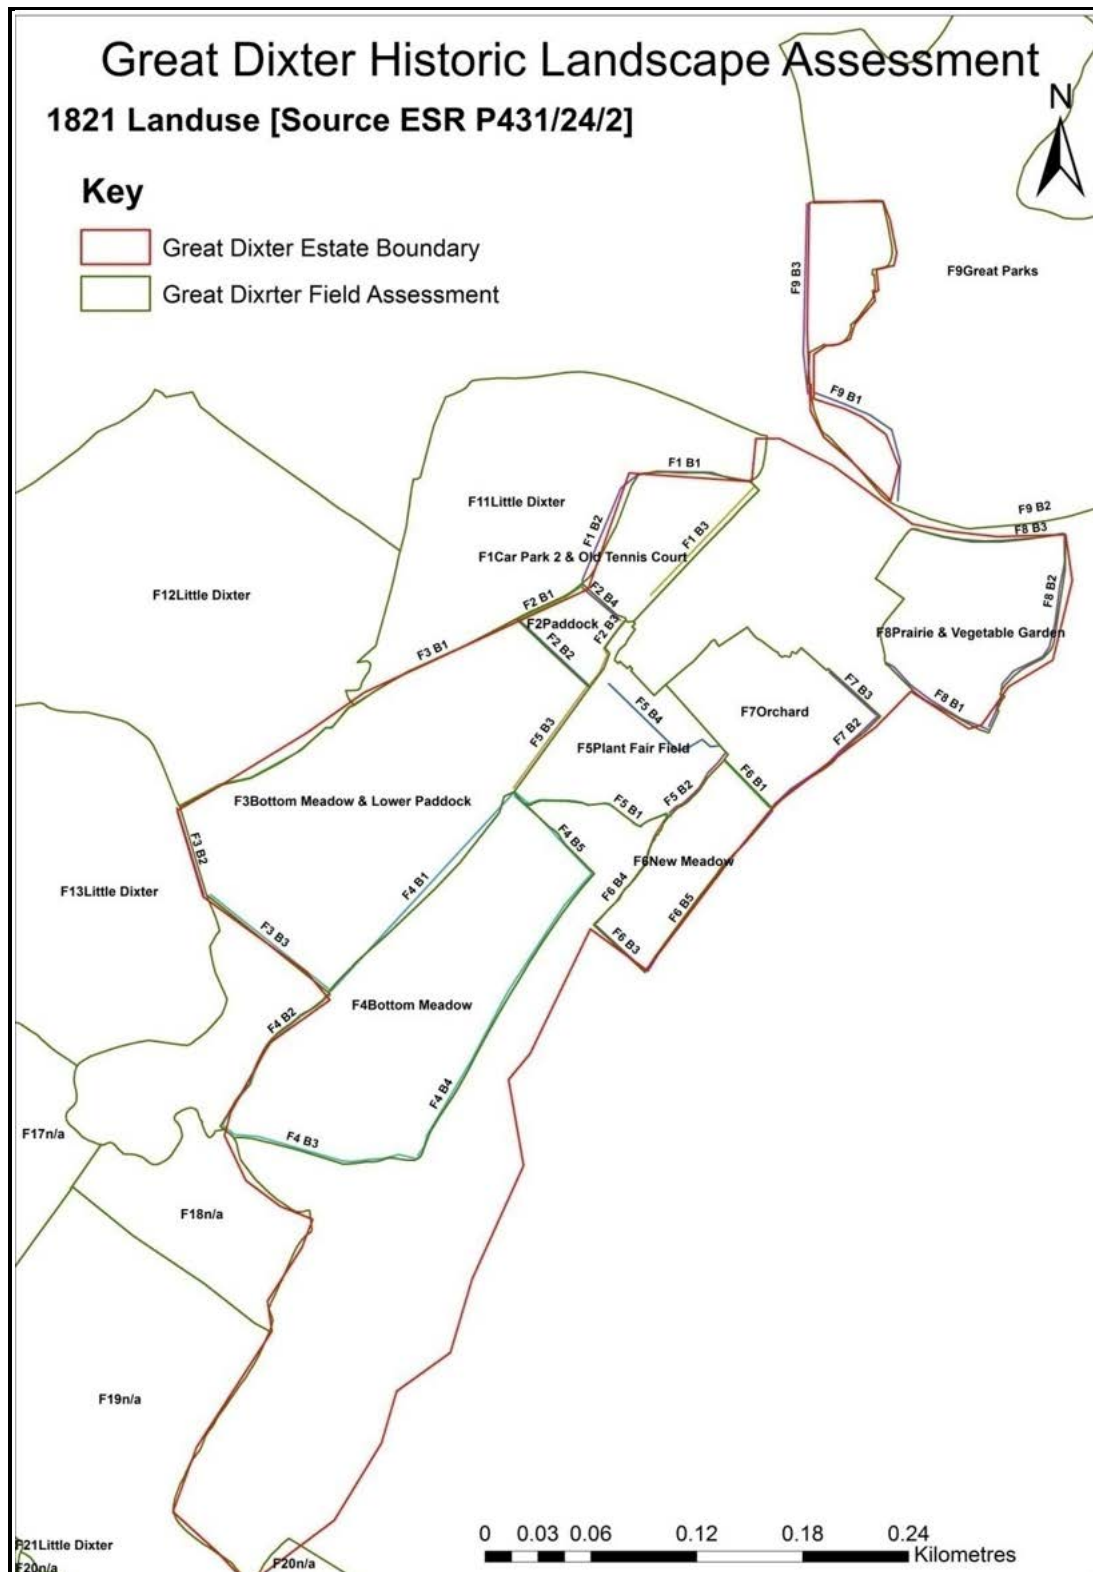 Great Dixter Historic Landscape Assessment
1821 Landuse [Source ESR P431/24/2]
N
Key
Great Dixter Estate Boundary
Great Dixrter Field Assessment
F9 B3
F9Great Parks
F9 B1
F1 B1
F11Little Dixter
F9 B2
F8 B3
F1 B2
F1 B3
F1Car Park 2 & Old Tennis Court
F8 B2
F12Little Dixter
F2 B1
F2 B4
F2Paddock
F2 B3
F8Prairie & Vegetable Garden
F3 B1
F2 B2
F7 B3
F8 B1
F5 B4
F7Orchard
F5 B3
F7 B2
F5Plant Fair Field
F6 B1
F5 B2
F3Bottom Meadow & Lower Paddock
F5 B1
F3 B2
F4 B5
F6New Meadow
F13Little Dixter
F4 B1
F6 B4
F6 B5
F3 B3
F6 B3
F4Bottom Meadow
F4 B2
F4 B4
F17n/a
F4 B3
F18n/a
F19n/a
0 0.03 0.06 0.12 0.18 0.24
Kilometres
F21Little Dixter
F20n/a
F20n/a